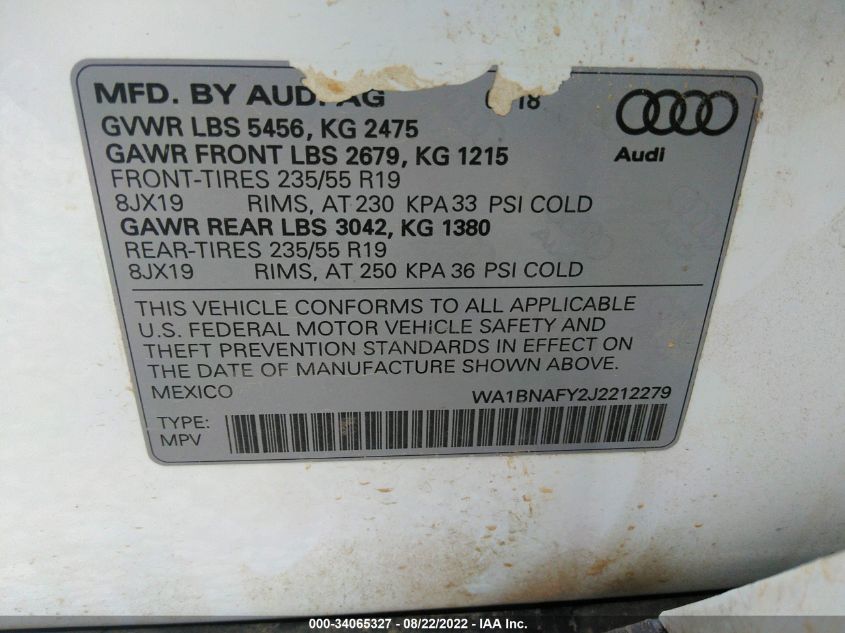 MFD. BY AUDI AG 18
GVWR LBS 5456, KG 2475
GAWR FRONT LBS 2679, KG 1215
FRONT-TIRES 235/55 R19
8JX19 RIMS, AT 230 KPA 33 PSI COLD
GAWR REAR LBS 3042, KG 1380
REAR-TIRES 235/55 R19
8JX19 RIMS, AT 250 KPA 36 PSI COLD
Audi
THIS VEHICLE CONFORMS TO ALL APPLICABLE
U.S. FEDERAL MOTOR VEHICLE SAFETY AND
THEFT PREVENTION STANDARDS IN EFFECT ON
THE DATE OF MANUFACTURE SHOWN ABOVE.
MEXICO WA1BNAFY2J2212279
TYPE:
MPV
000-34065327 - 08/22/2022 - IAA Inc.